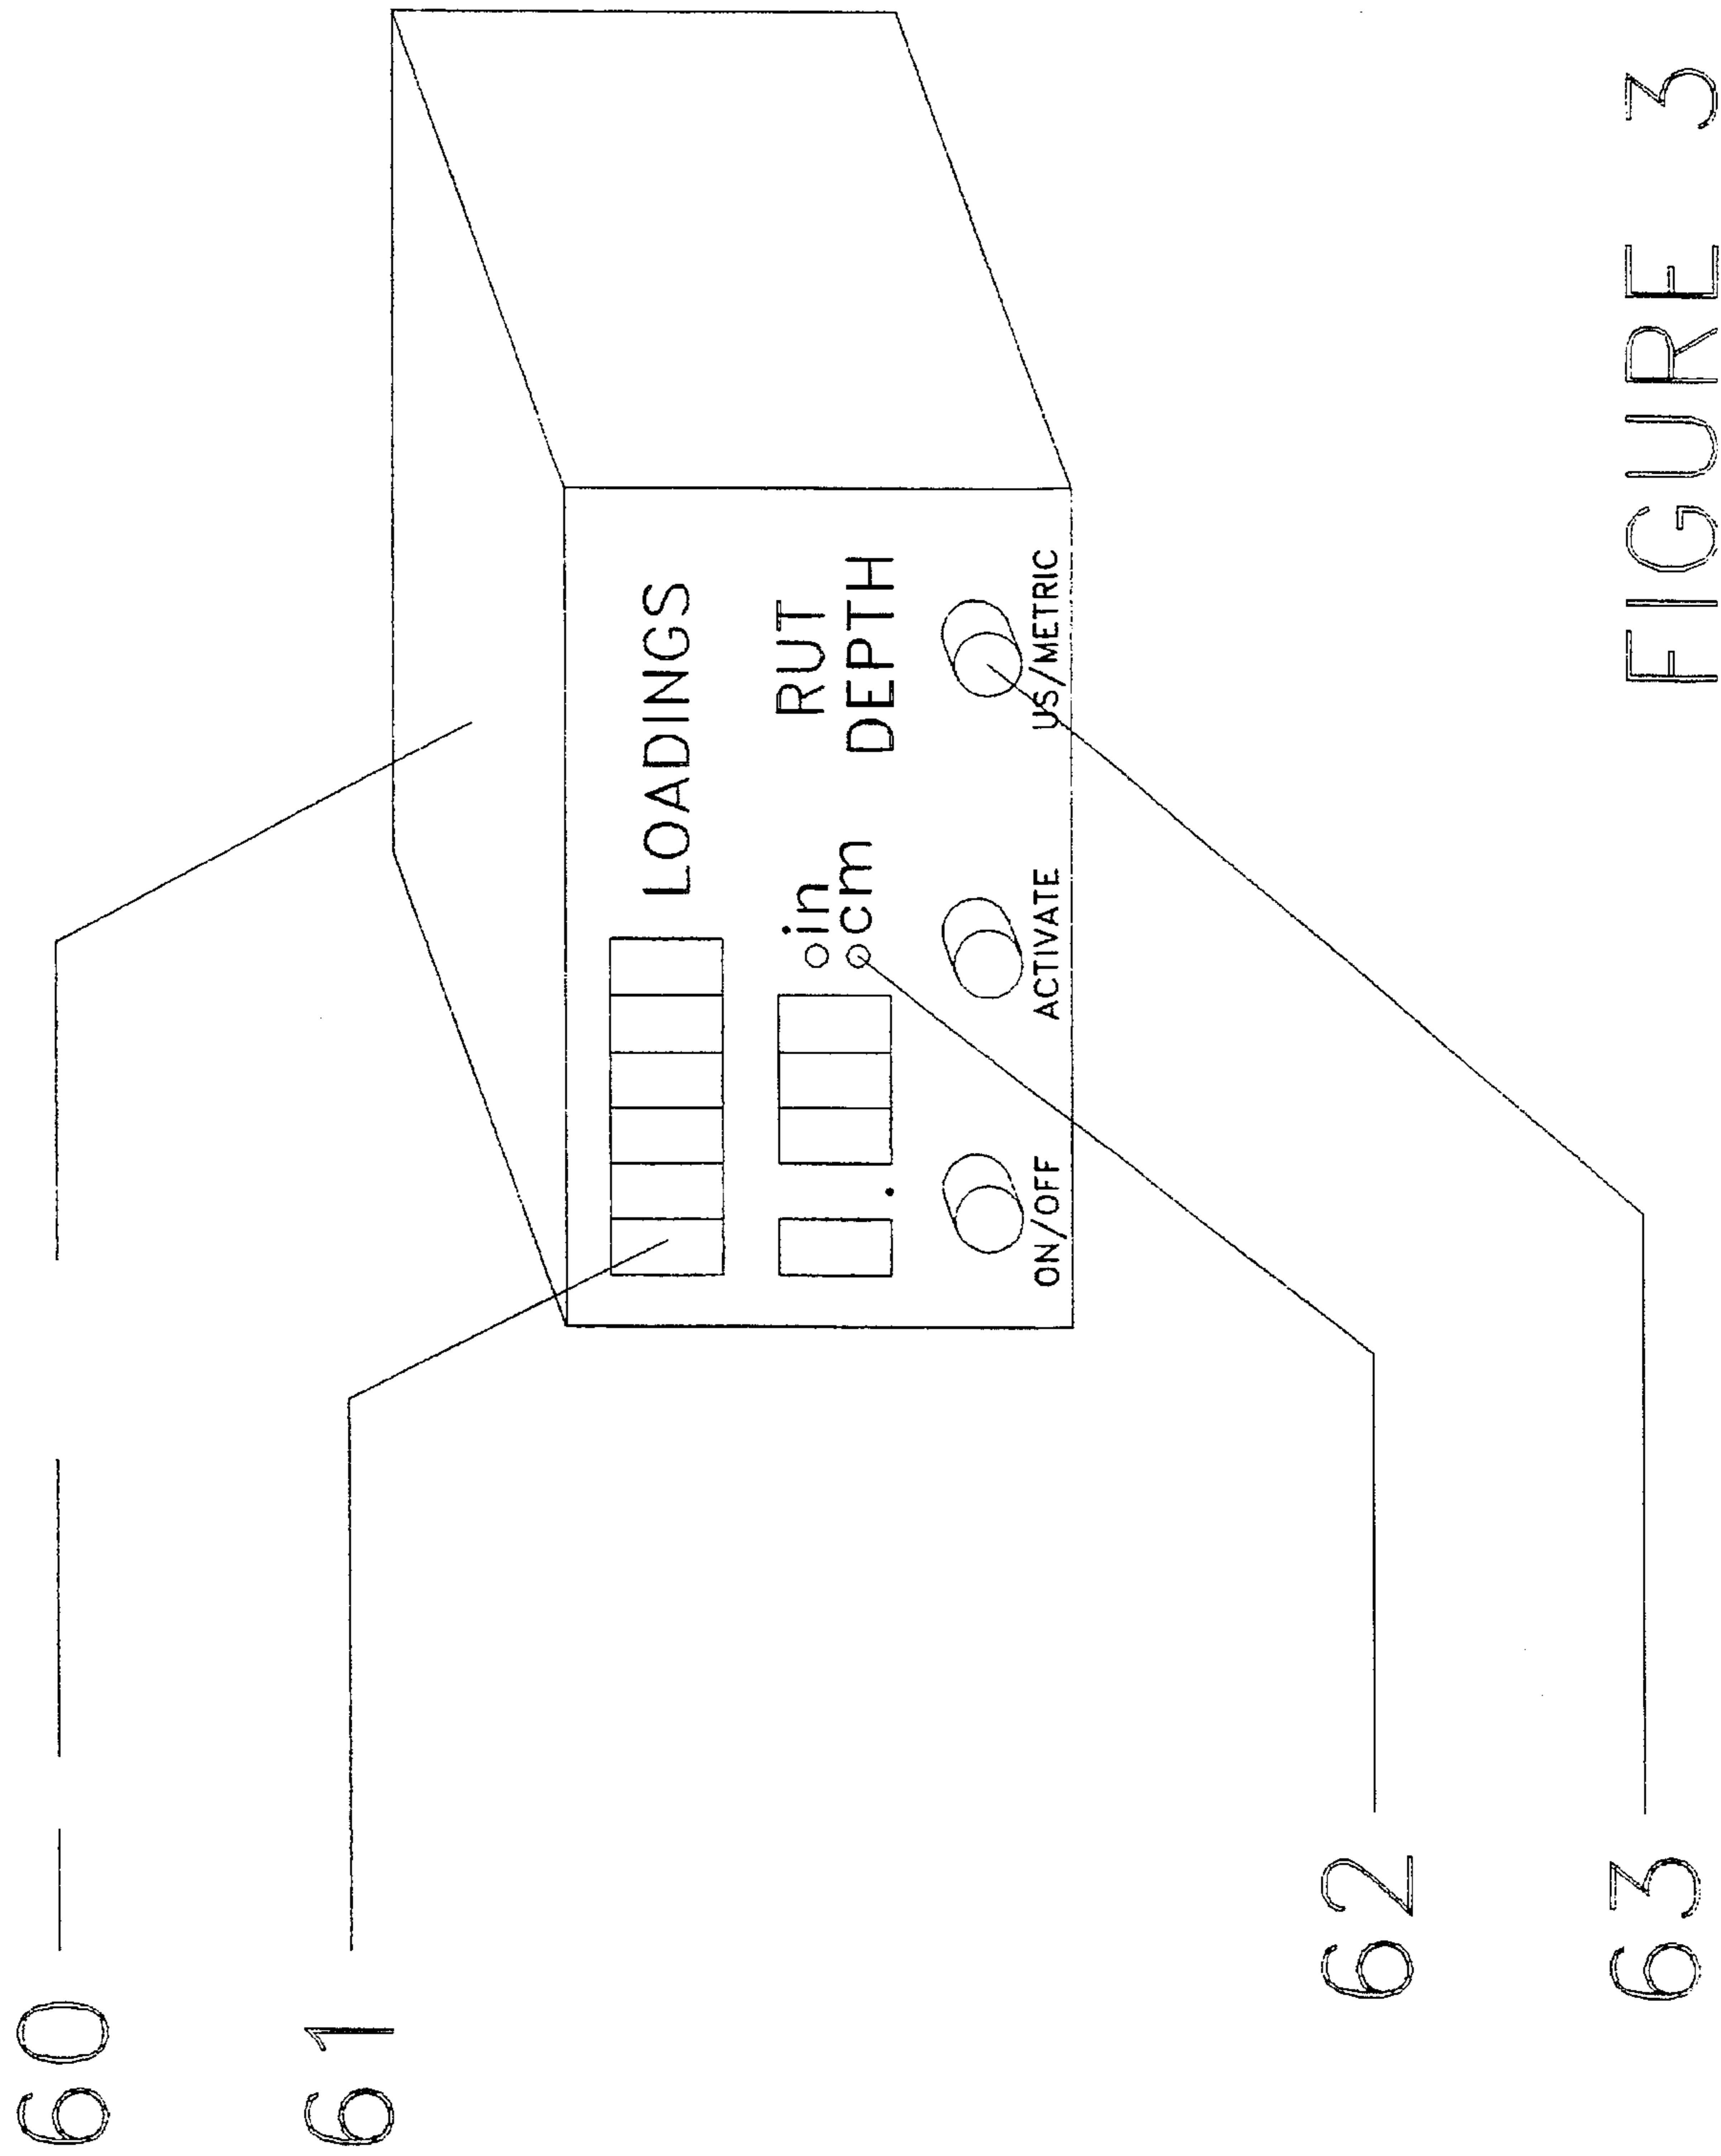 60
61
LOADINGS
RUT
DEPTH
in
cm
ON/OFF
ACTIVATE
US/METRIC
62
63
FIGURE 3